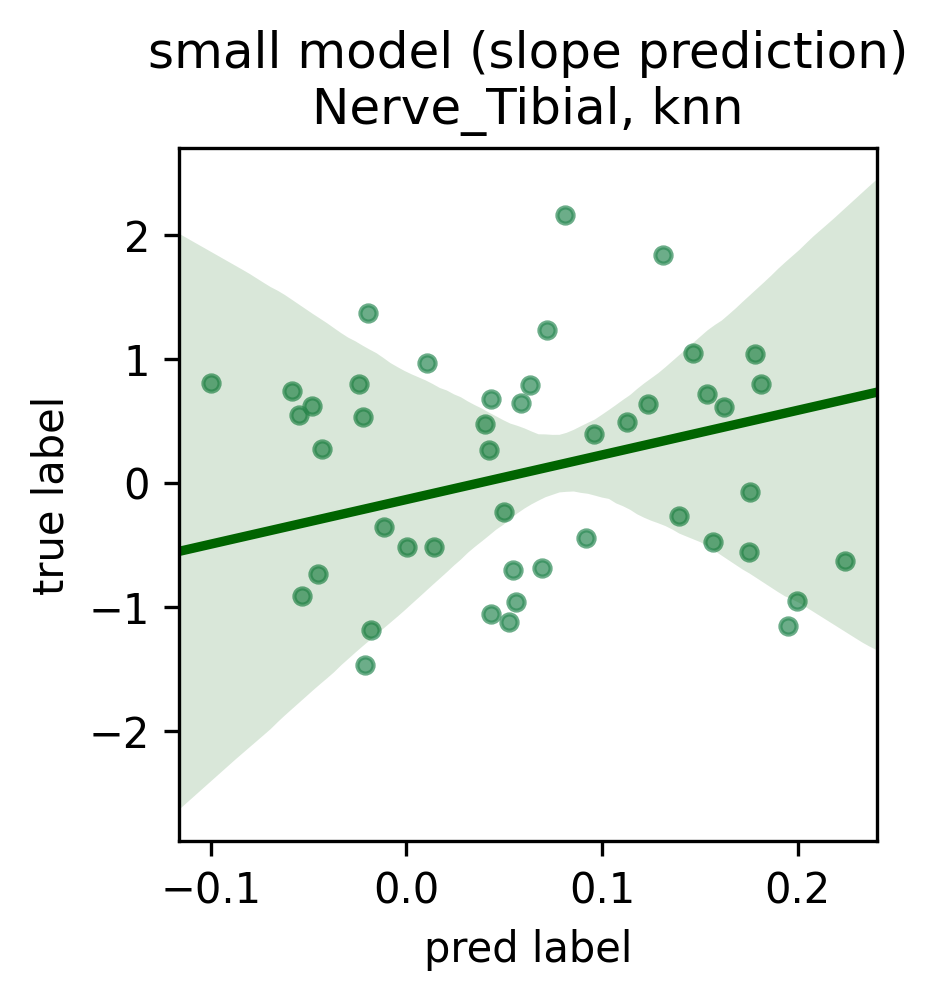 small model (slope prediction)
Nerve_Tibial, knn
2
1
0
−1
−2
true label
−0.1 0.0 0.1 0.2
pred label